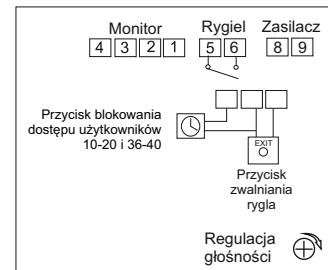 Monitor Rygiel Zasilacz
4 3 2 1 5 6 8 9
Przycisk blokowania
dostępu użytkowników
10-20 i 36-40
EXIT
Przycisk
zwalniania
rygla
Regulacja
głośności